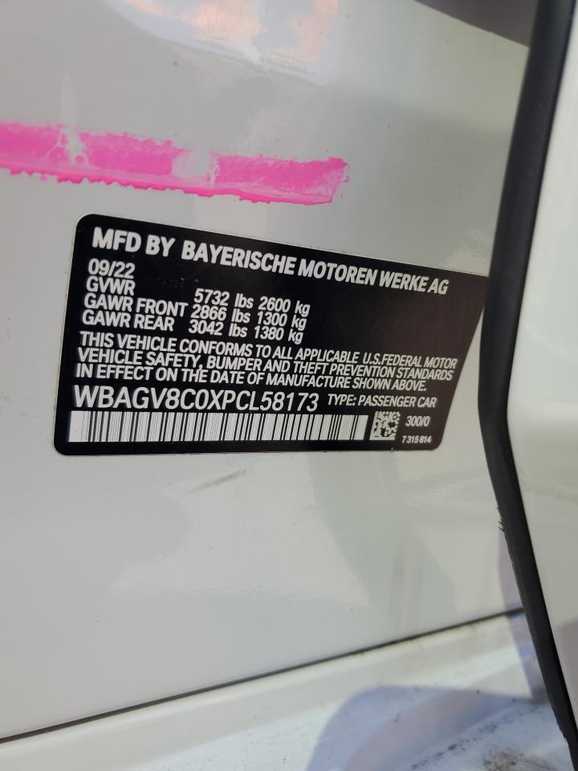 MFD BY BAYERISCHE MOTOREN WERKE AG
09/22
GVWR 5732 lbs 2600 kg
GAWR FRONT 2866 lbs 1300 kg
GAWR REAR 3042 lbs 1380 kg
THIS VEHICLE CONFORMS TO ALL APPLICABLE U.S.FEDERAL MOTOR
VEHICLE SAFETY, BUMPER AND THEFT PREVENTION STANDARDS
IN EFFECT ON THE DATE OF MANUFACTURE SHOWN ABOVE.
WBAGV8C0XPCL58173 TYPE: PASSENGER CAR
300/0
7 315 814